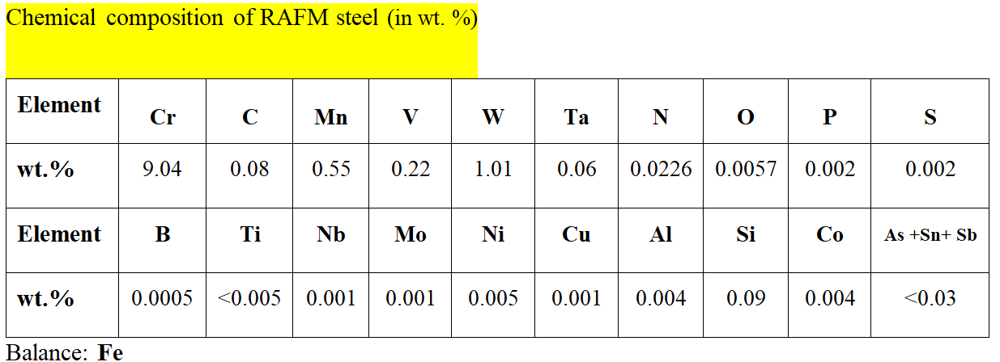 Chemical composition of RAFM steel (in wt. %)
Element Cr C Mn V W Ta N O P S
wt.% 9.04 0.08 0.55 0.22 1.01 0.06 0.0226 0.0057 0.002 0.002
Element B Ti Nb Mo Ni Cu Al Si Co As +Sn+ Sb
wt.% 0.0005 <0.005 0.001 0.001 0.005 0.001 0.004 0.09 0.004 <0.03
Balance: Fe